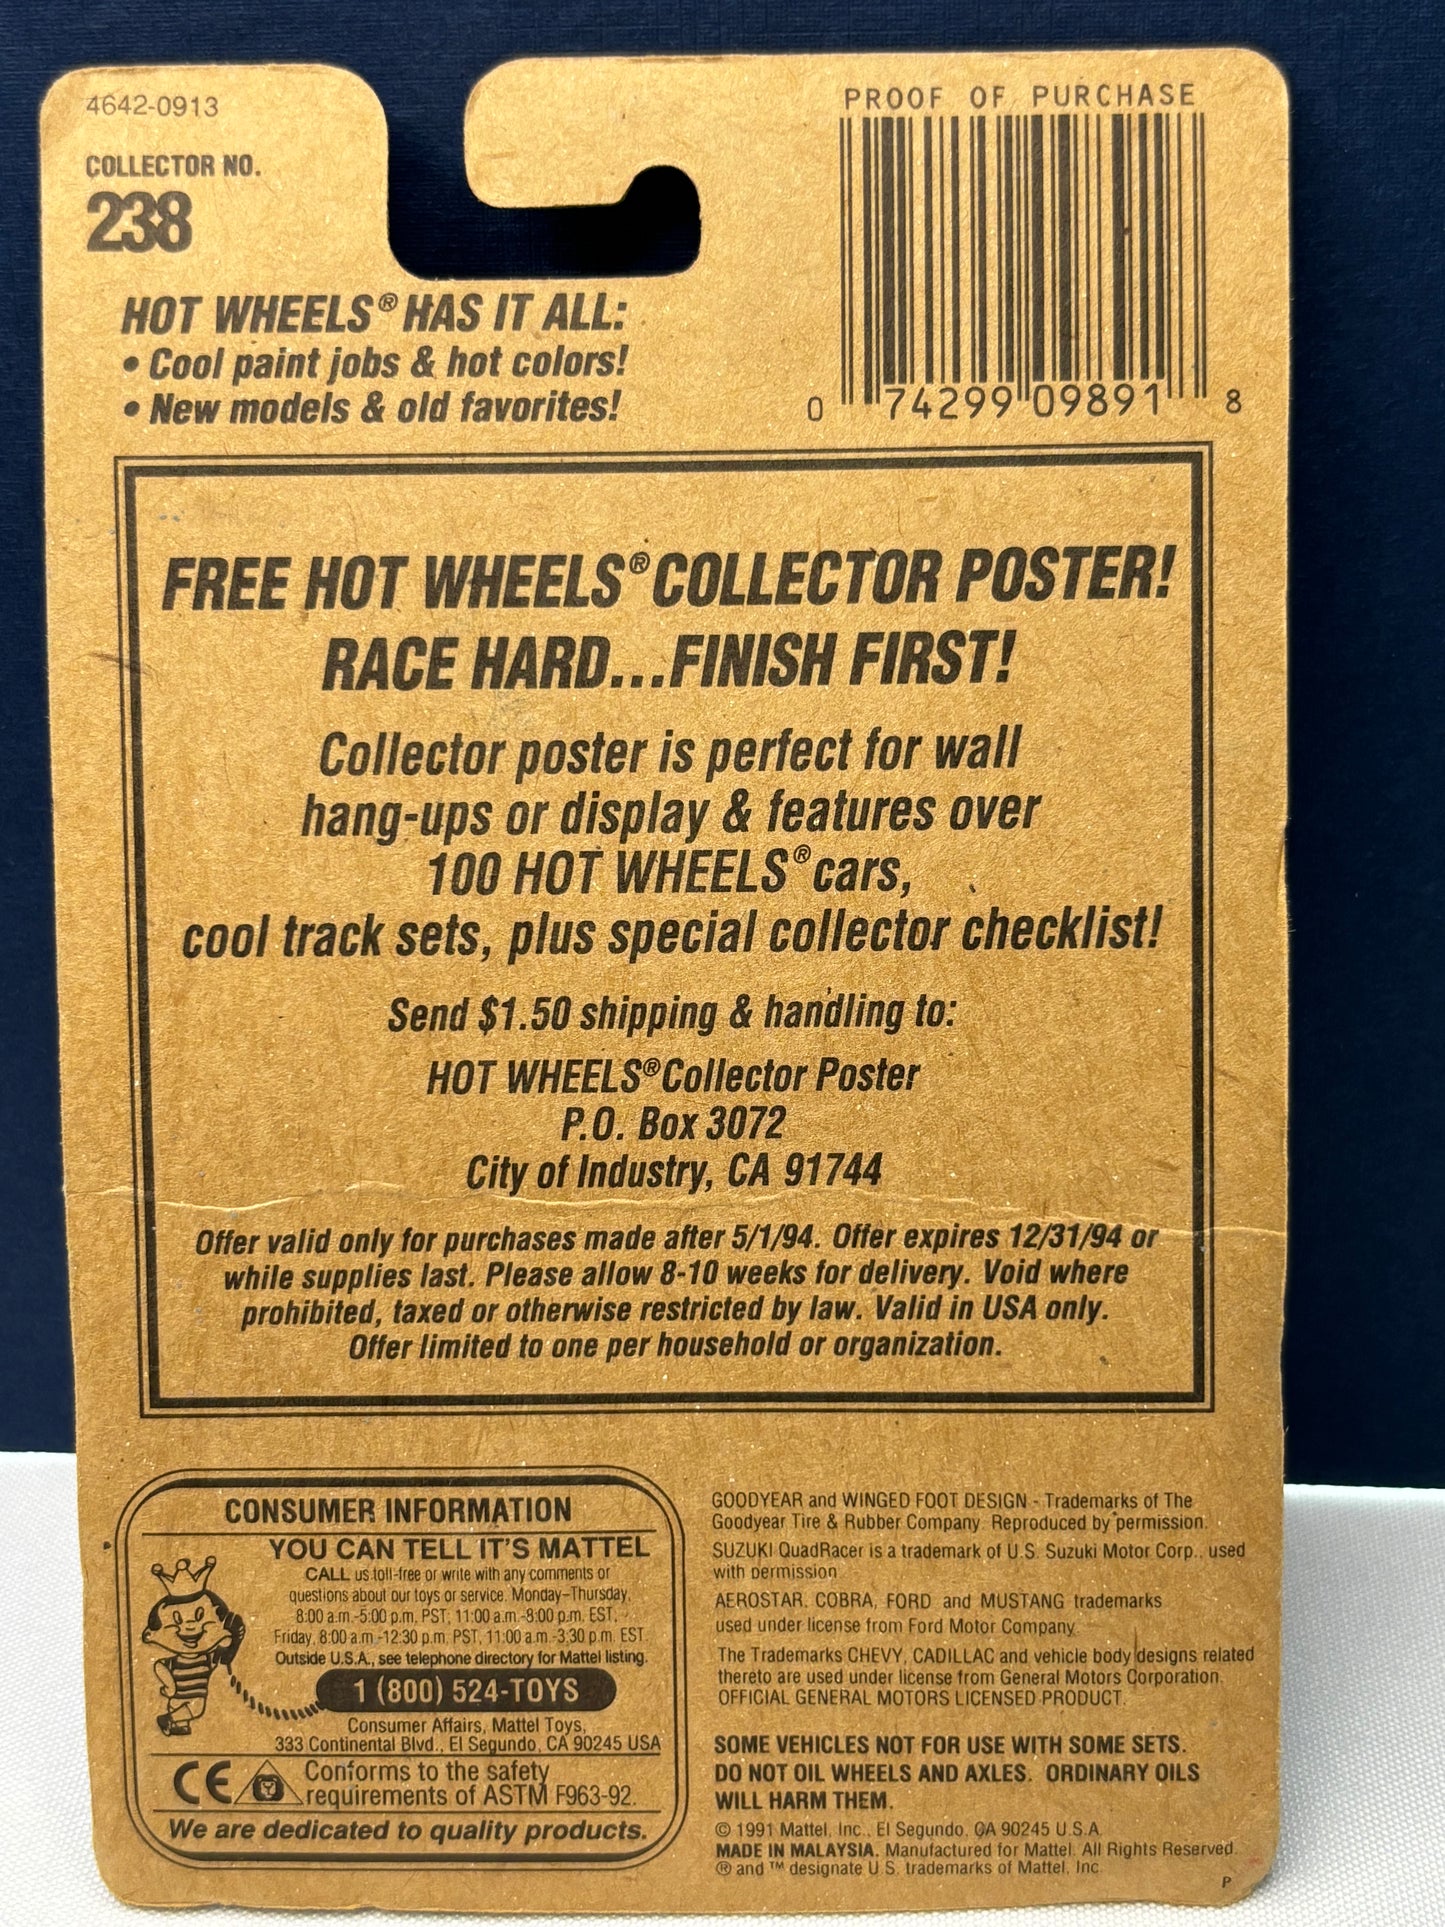 4642-0913
COLLECTOR NO.
238
PROOF OF PURCHASE
0 74299 09891 8
HOT WHEELS® HAS IT ALL:
• Cool paint jobs & hot colors!
• New models & old favorites!
FREE HOT WHEELS® COLLECTOR POSTER!
RACE HARD...FINISH FIRST!
Collector poster is perfect for wall
hang-ups or display & features over
100 HOT WHEELS® cars,
cool track sets, plus special collector checklist!
Send $1.50 shipping & handling to:
HOT WHEELS® Collector Poster
P.O. Box 3072
City of Industry, CA 91744
Offer valid only for purchases made after 5/1/94. Offer expires 12/31/94 or
while supplies last. Please allow 8-10 weeks for delivery. Void where
prohibited, taxed or otherwise restricted by law. Valid in USA only.
Offer limited to one per household or organization.
CONSUMER INFORMATION
YOU CAN TELL IT'S MATTEL
CALL us toll-free or write with any comments or
questions about our toys or service. Monday–Thursday,
8:00 a.m.-5:00 p.m. PST, 11:00 a.m.-8:00 p.m. EST.
Friday, 8:00 a.m.-12:30 p.m. PST, 11:00 a.m.-3:30 p.m. EST.
Outside U.S.A., see telephone directory for Mattel listing.
1 (800) 524-TOYS
Consumer Affairs, Mattel Toys,
333 Continental Blvd., El Segundo, CA 90245 USA
CE Conforms to the safety
requirements of ASTM F963-92.
We are dedicated to quality products.
GOODYEAR and WINGED FOOT DESIGN - Trademarks of The
Goodyear Tire & Rubber Company. Reproduced by permission.
SUZUKI QuadRacer is a trademark of U.S. Suzuki Motor Corp., used
with permission
AEROSTAR, COBRA, FORD and MUSTANG trademarks
used under license from Ford Motor Company.
The Trademarks CHEVY, CADILLAC and vehicle body designs related
thereto are used under license from General Motors Corporation.
OFFICIAL GENERAL MOTORS LICENSED PRODUCT.
SOME VEHICLES NOT FOR USE WITH SOME SETS.
DO NOT OIL WHEELS AND AXLES. ORDINARY OILS
WILL HARM THEM.
© 1991 Mattel, Inc., El Segundo, CA 90245 U.S.A.
MADE IN MALAYSIA. Manufactured for Mattel. All Rights Reserved.
® and ™ designate U.S. trademarks of Mattel, Inc.
P